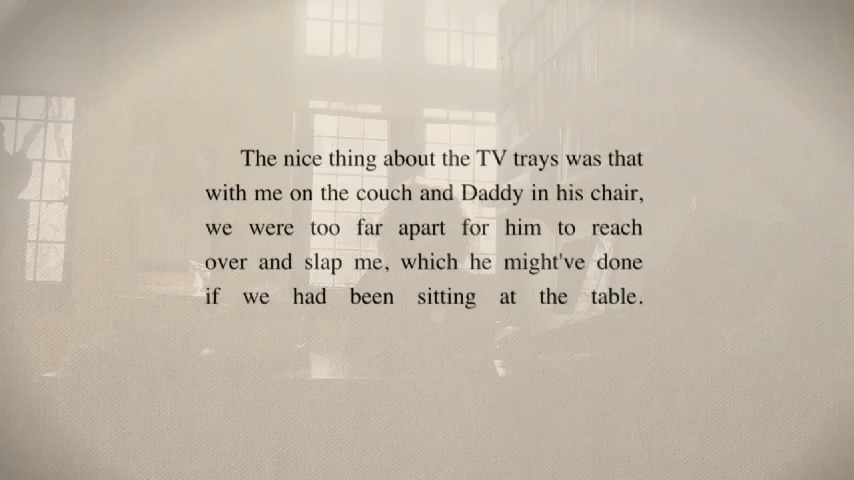 The nice thing about the TV trays was that
with me on the couch and Daddy in his chair,
we were too far apart for him to reach
over and slap me, which he might've done
if we had been sitting at the table.